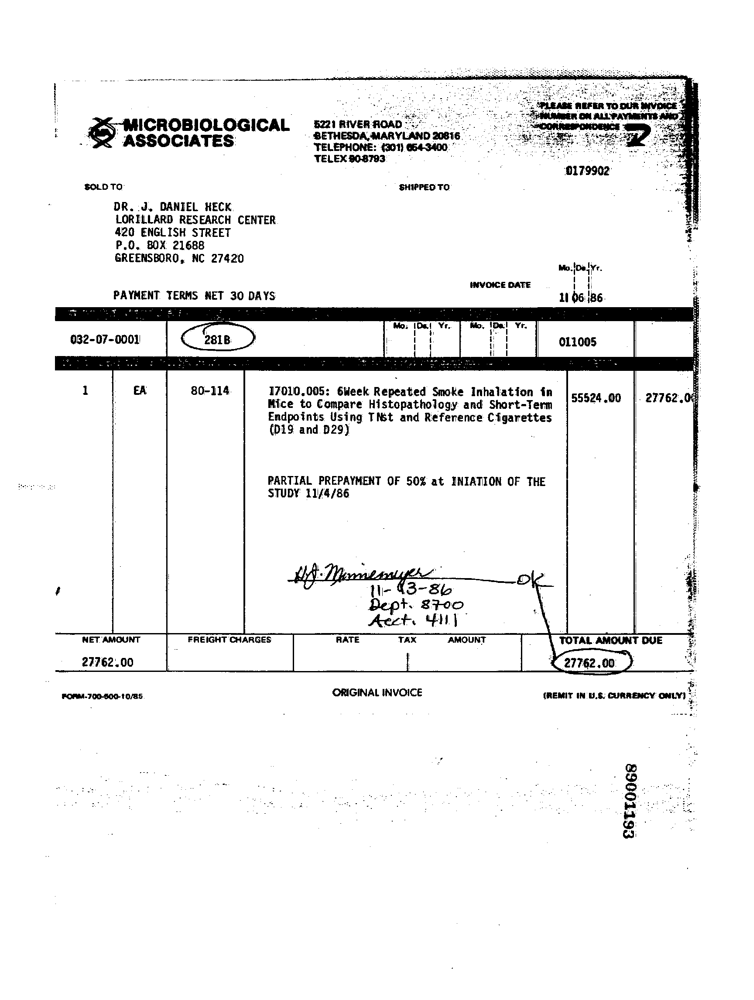 PLEASE REFER TO OUR INVOICE
NUMBER ON ALL PAYMENTS AND
CORRESPONDENCE
MICROBIOLOGICAL
ASSOCIATES
5221 RIVER ROAD
BETHESDA, MARYLAND 20816
TELEPHONE: (301) 654-3400
TELEX 90-8793
0179902
SOLD TO
SHIPPED TO
DR. J. DANIEL HECK
LORILLARD RESEARCH CENTER
420 ENGLISH STREET
P.O. BOX 21688
GREENSBORO, NC 27420
Mo. Da. Yr.
INVOICE DATE
11 06 86
PAYMENT TERMS NET 30 DAYS
Mo. Da. Yr. Mo. Da. Yr.
032-07-0001 281B 011005
1 EA 80-114 I7010.005: 6Week Repeated Smoke Inhalation in 55524.00 27762.00
Mice to Compare Histopathology and Short-Term
Endpoints Using TNst and Reference Cigarettes
(D19 and D29)
PARTIAL PREPAYMENT OF 50% at INIATION OF THE
STUDY 11/4/86
H.J. Minnemeyer OK
11-13-86
Dept. 8700
Acct. 4111
NET AMOUNT FREIGHT CHARGES RATE TAX AMOUNT TOTAL AMOUNT DUE
27762.00 27762.00
FORM-700-600-10/85 ORIGINAL INVOICE (REMIT IN U.S. CURRENCY ONLY)
89001193